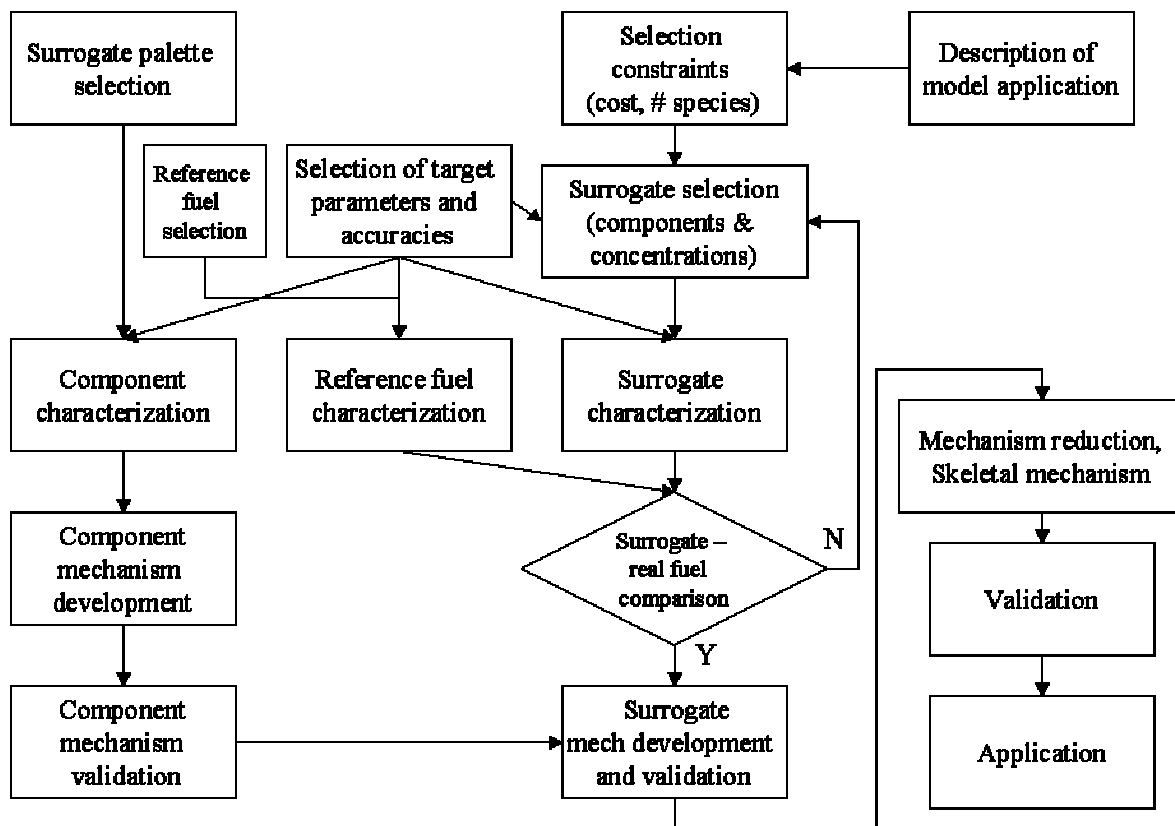 Surrogate palette
selection
Selection
constraints
(cost, # species)
Description of
model application
Reference
fuel
selection
Selection of target
parameters and
accuracies
Surrogate selection
(components &
concentrations)
Component
characterization
Reference fuel
characterization
Surrogate
characterization
Mechanism reduction,
Skeletal mechanism
Component
mechanism
development
Surrogate –
real fuel
comparison
N
Validation
Y
Component
mechanism
validation
Surrogate
mech development
and validation
Application